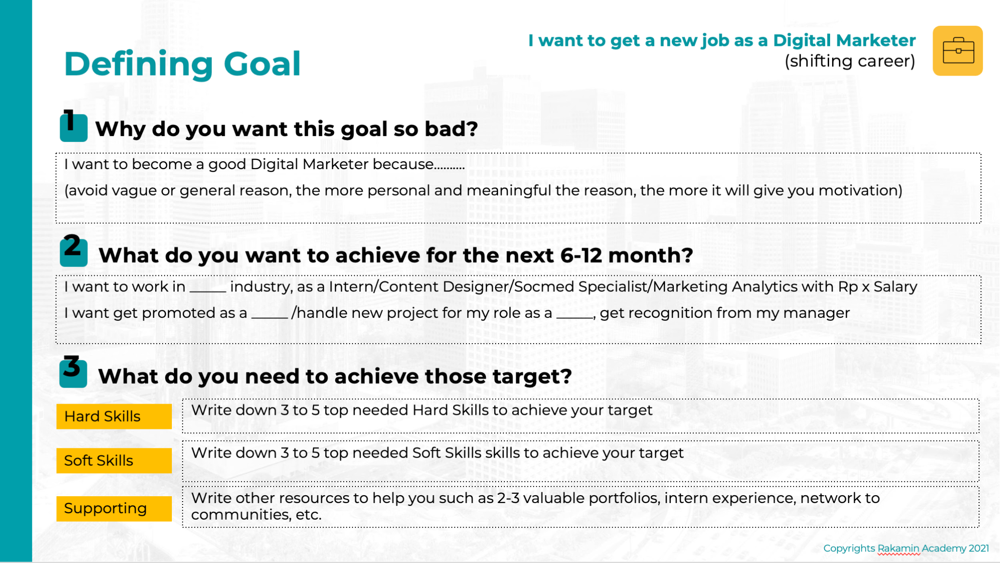 I want to get a new job as a Digital Marketer
(shifting career)
Defining Goal
1
Why do you want this goal so bad?
I want to become a good Digital Marketer because.........
(avoid vague or general reason, the more personal and meaningful the reason, the more it will give you motivation)
2
What do you want to achieve for the next 6-12 month?
I want to work in _____ industry, as a Intern/Content Designer/Socmed Specialist/Marketing Analytics with Rp x Salary
I want get promoted as a _____ /handle new project for my role as a _____, get recognition from my manager
3
What do you need to achieve those target?
Hard Skills
Write down 3 to 5 top needed Hard Skills to achieve your target
Soft Skills
Write down 3 to 5 top needed Soft Skills skills to achieve your target
Supporting
Write other resources to help you such as 2-3 valuable portfolios, intern experience, network to
communities, etc.
Copyrights Rakamin Academy 2021